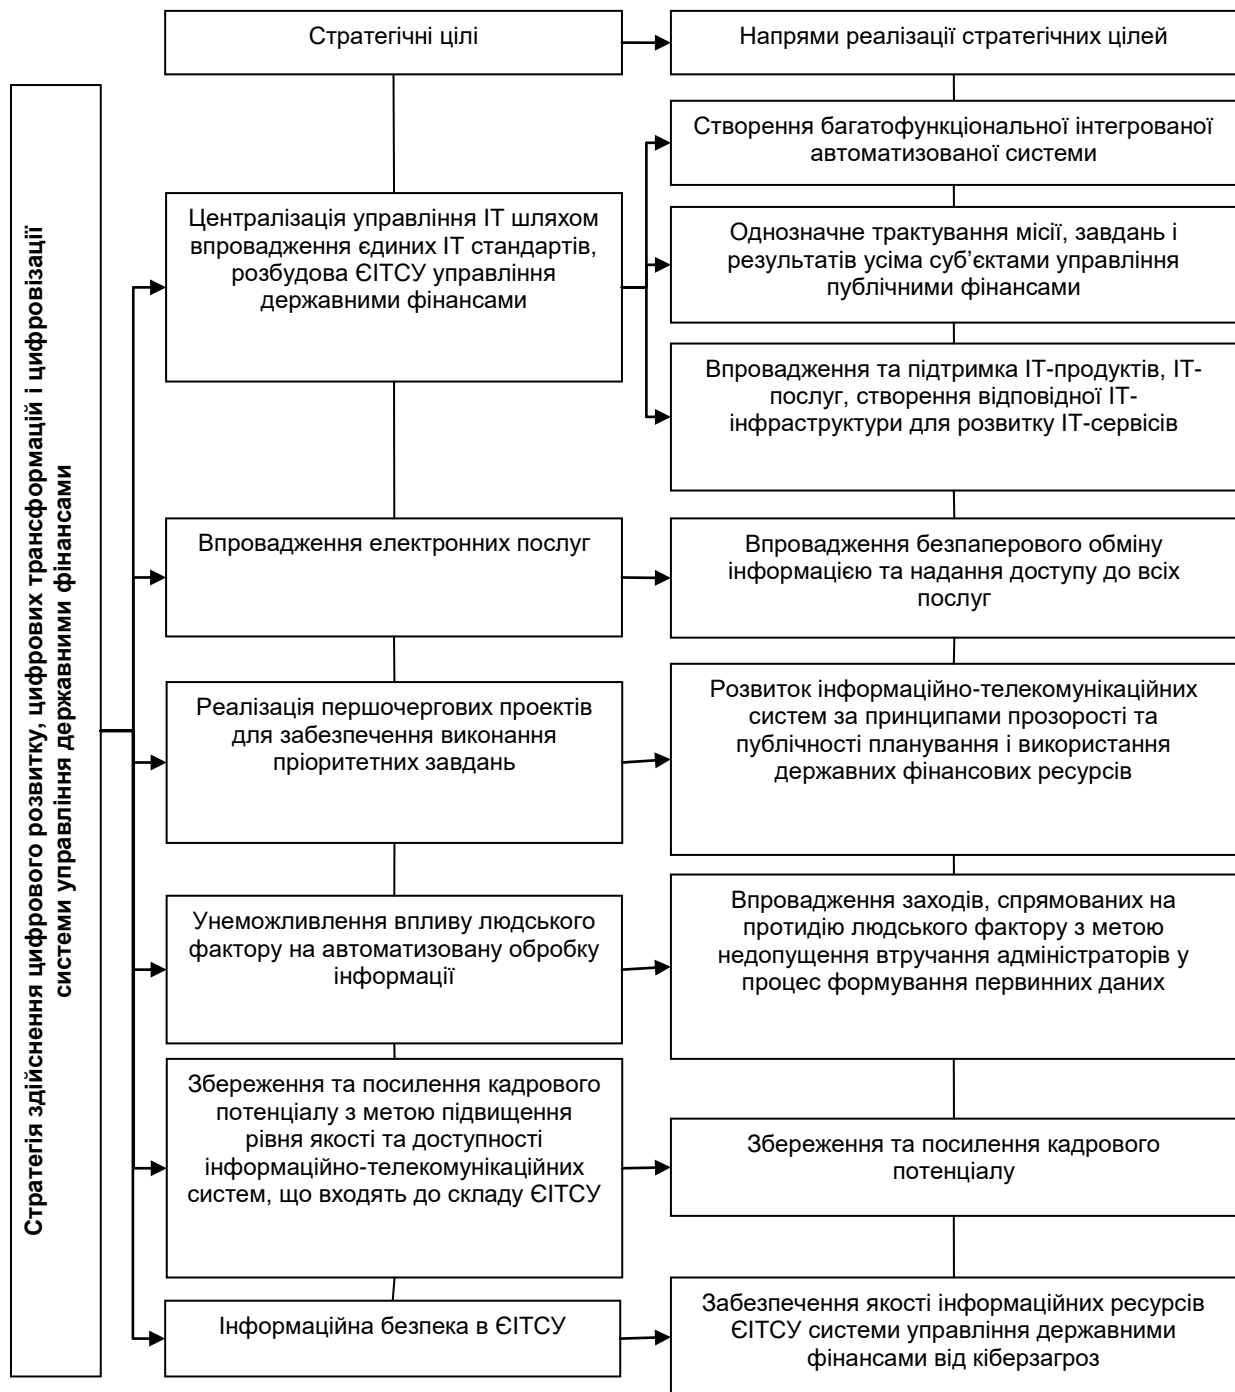 Стратегічні цілі
Напрями реалізації стратегічних цілей
Стратегія здійснення цифрового розвитку, цифрових трансформацій і цифровізації
системи управління державними фінансами
Централізація управління ІТ шляхом
впровадження єдиних ІТ стандартів,
розбудова ЄІТСУ управління
державними фінансами
Створення багатофункціональної інтегрованої
автоматизованої системи
Однозначне трактування місії, завдань і
результатів усіма суб’єктами управління
публічними фінансами
Впровадження та підтримка ІТ-продуктів, ІТ-
послуг, створення відповідної ІТ-
інфраструктури для розвитку ІТ-сервісів
Впровадження електронних послуг
Впровадження безпаперового обміну
інформацією та надання доступу до всіх
послуг
Реалізація першочергових проектів
для забезпечення виконання
пріоритетних завдань
Розвиток інформаційно-телекомунікаційних
систем за принципами прозорості та
публічності планування і використання
державних фінансових ресурсів
Унеможливлення впливу людського
фактору на автоматизовану обробку
інформації
Впровадження заходів, спрямованих на
протидію людського фактору з метою
недопущення втручання адміністраторів у
процес формування первинних даних
Збереження та посилення кадрового
потенціалу з метою підвищення
рівня якості та доступності
інформаційно-телекомунікаційних
систем, що входять до складу ЄІТСУ
Збереження та посилення кадрового
потенціалу
Інформаційна безпека в ЄІТСУ
Забезпечення якості інформаційних ресурсів
ЄІТСУ системи управління державними
фінансами від кіберзагроз